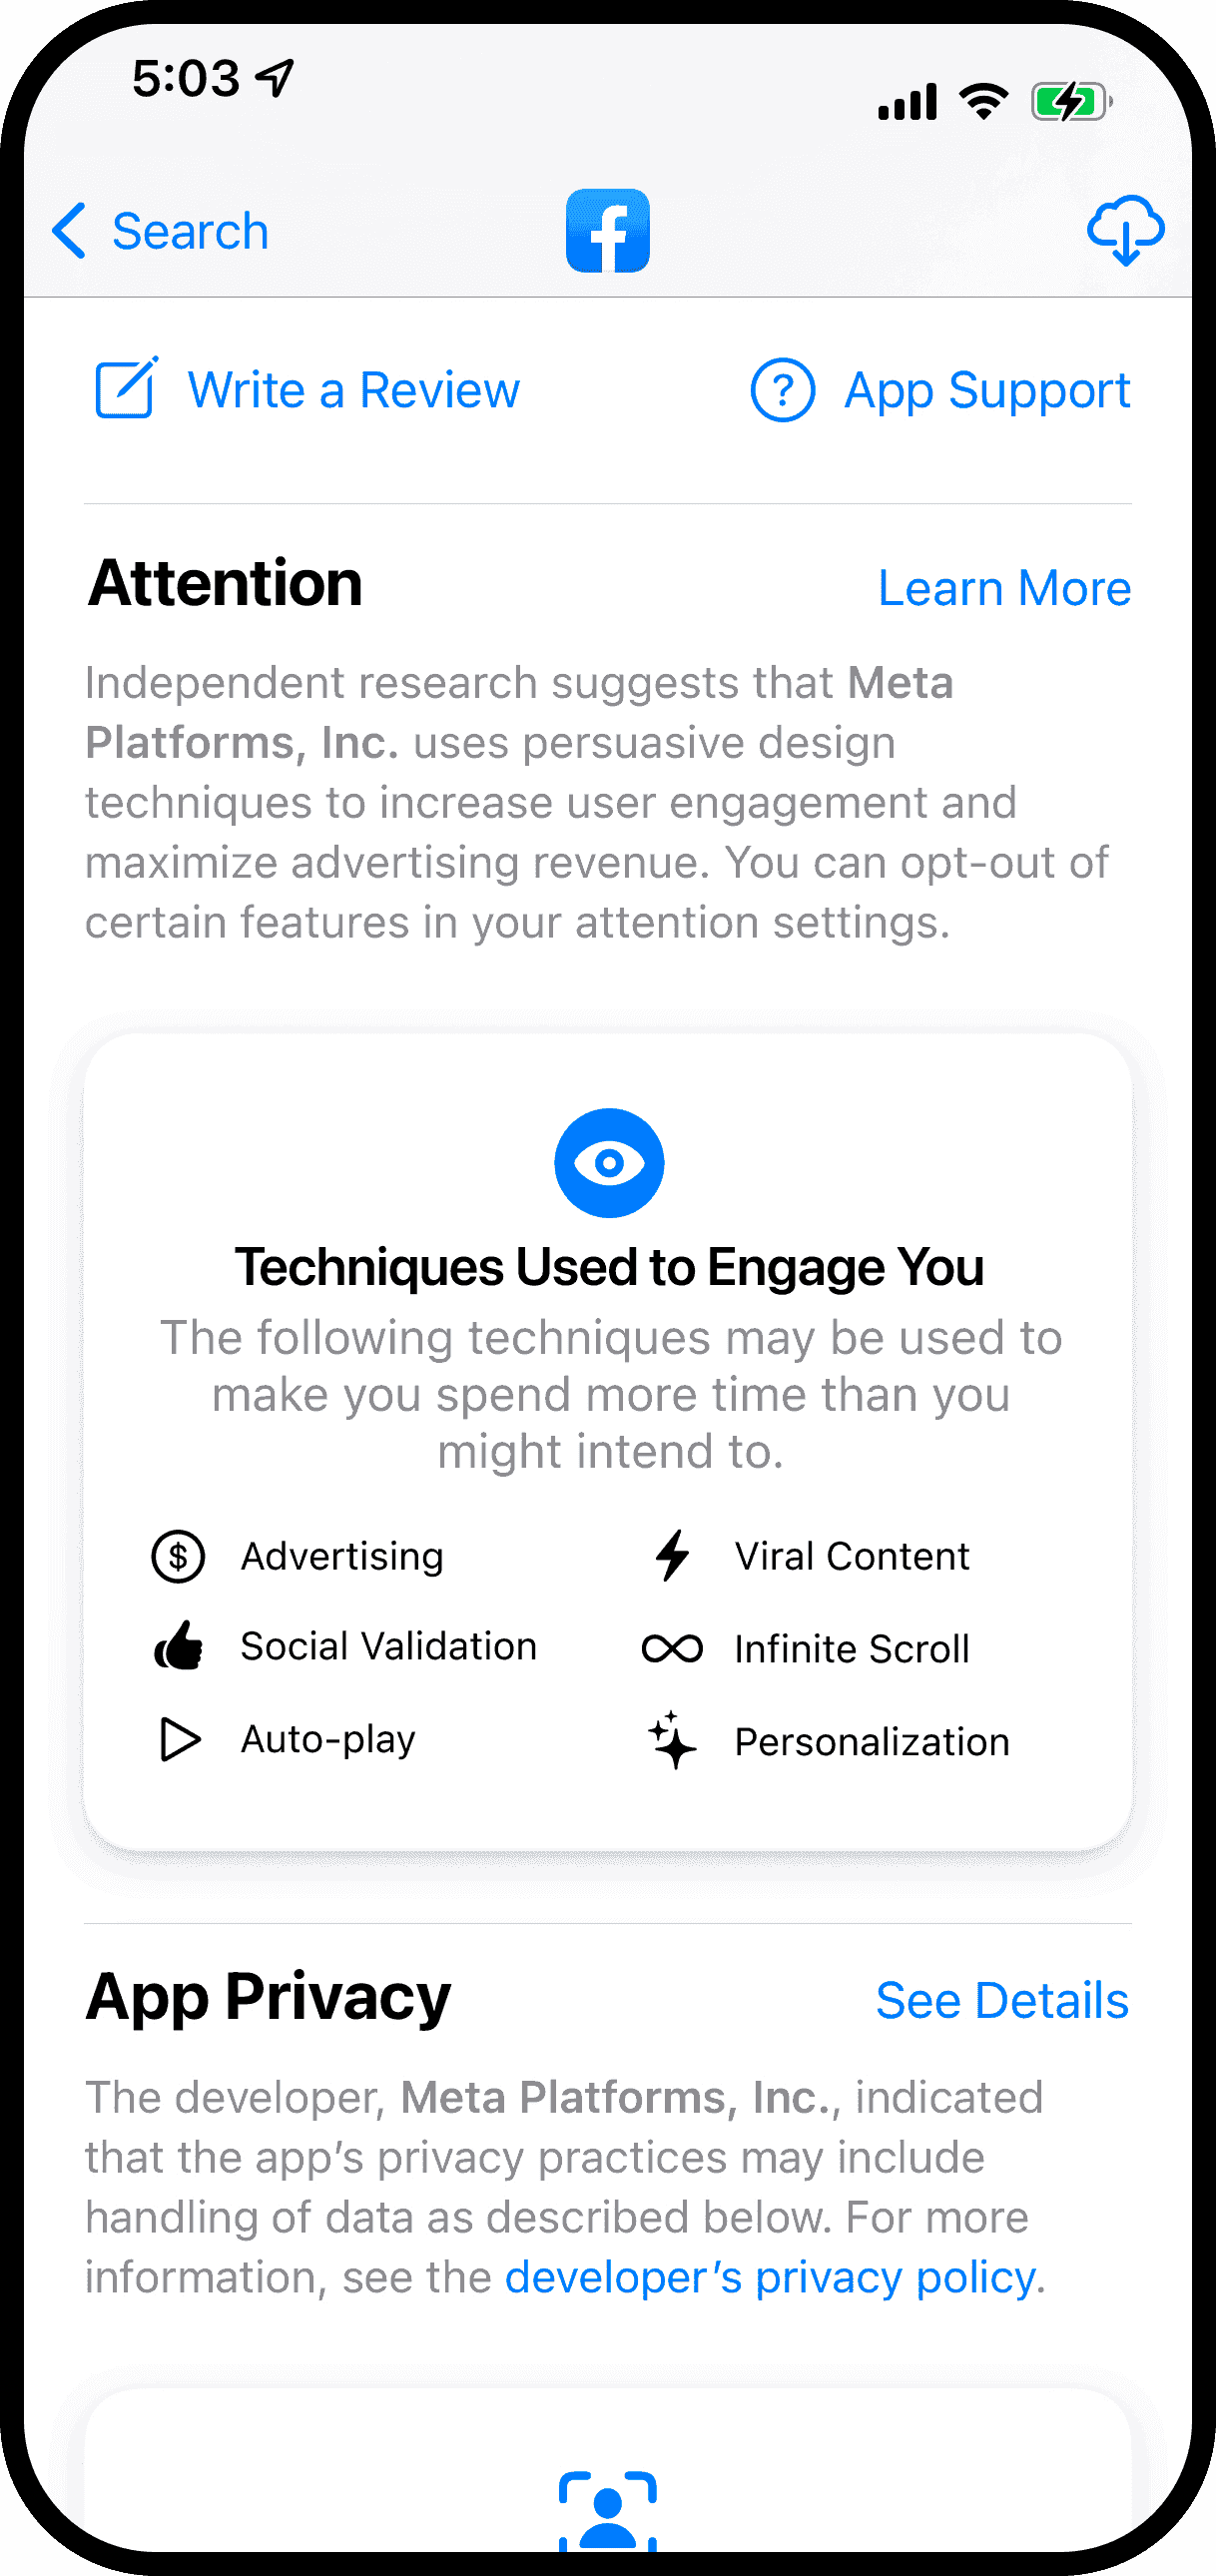 5:03
Search
Write a Review
App Support
Attention
Learn More
Independent research suggests that Meta
Platforms, Inc. uses persuasive design
techniques to increase user engagement and
maximize advertising revenue. You can opt-out of
certain features in your attention settings.
Techniques Used to Engage You
The following techniques may be used to
make you spend more time than you
might intend to.
Advertising
Viral Content
Social Validation
Infinite Scroll
Auto-play
Personalization
App Privacy
See Details
The developer, Meta Platforms, Inc., indicated
that the app’s privacy practices may include
handling of data as described below. For more
information, see the developer’s privacy policy.